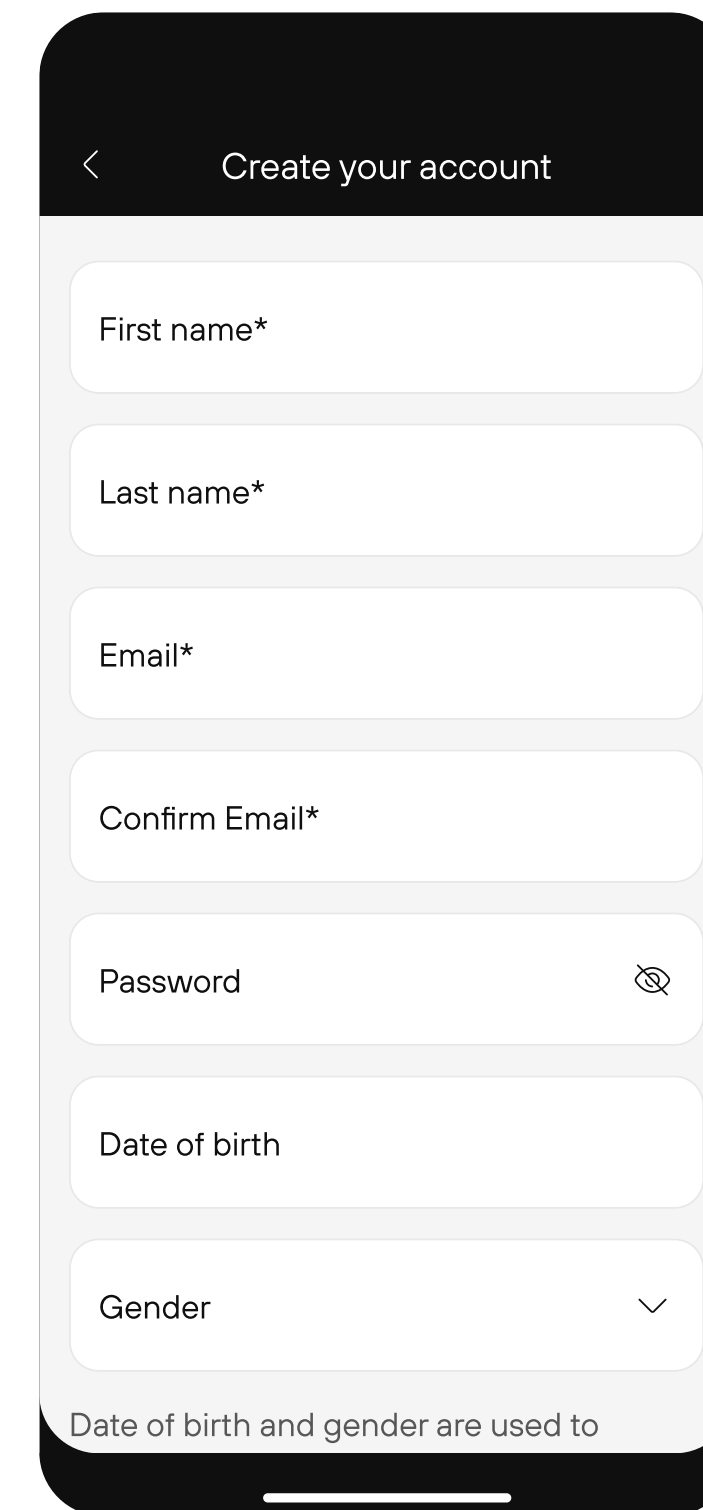 Create your account
First name*
Last name*
Email*
Confirm Email*
Password
Date of birth
Gender
Date of birth and gender are used to